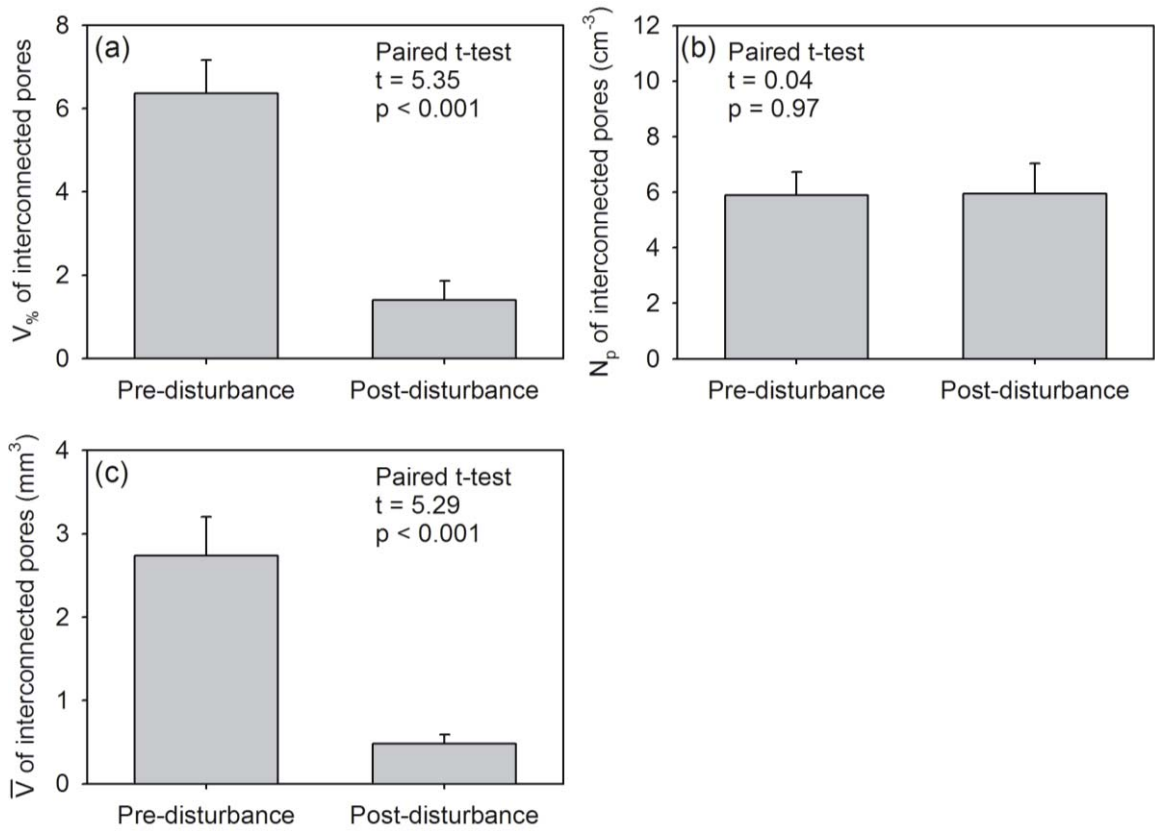 V% of interconnected pores
8
6
4
2
0
(a)
Paired t-test
t = 5.35
p < 0.001
Pre-disturbance
Post-disturbance
Np of interconnected pores (cm-3)
12
10
8
6
4
2
0
(b)
Paired t-test
t = 0.04
p = 0.97
Pre-disturbance
Post-disturbance
V̅ of interconnected pores (mm3)
4
3
2
1
0
(c)
Paired t-test
t = 5.29
p < 0.001
Pre-disturbance
Post-disturbance